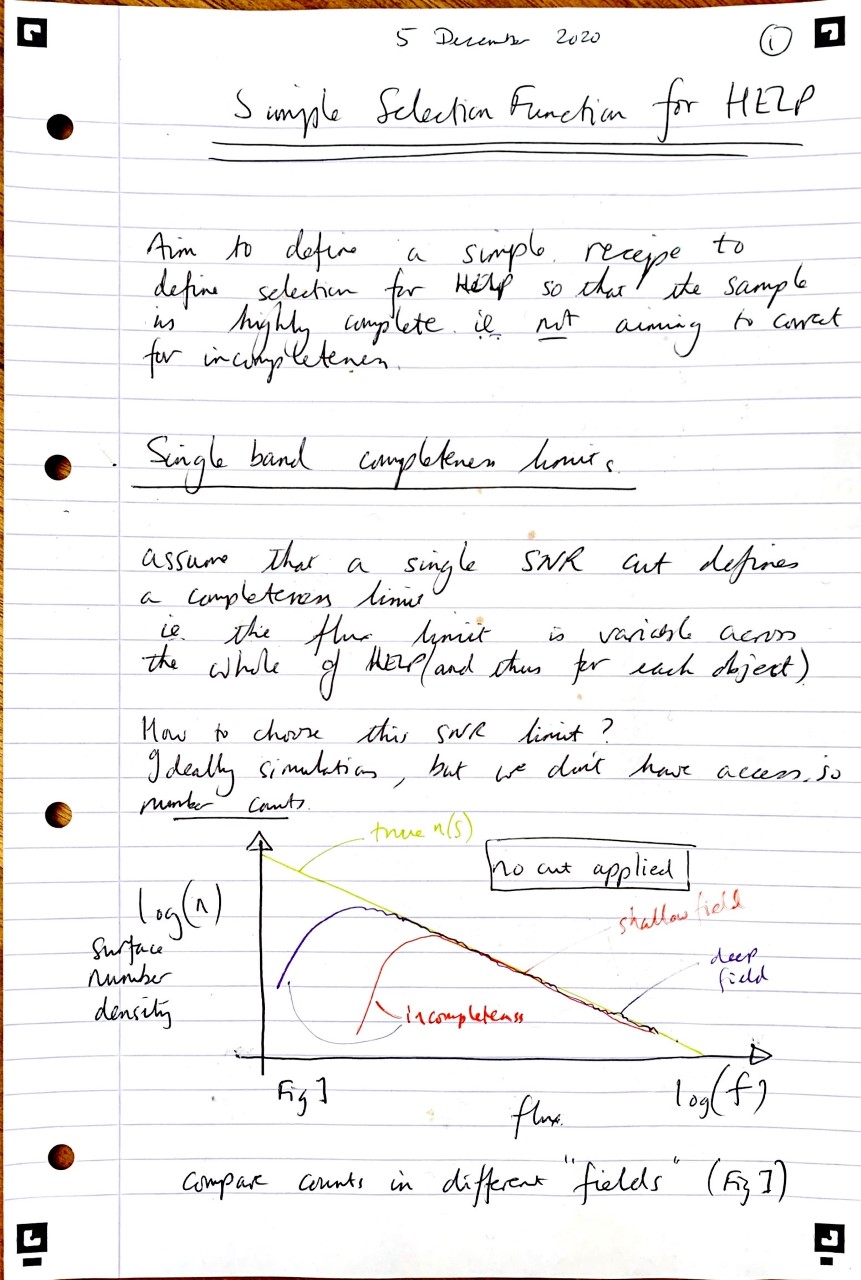 5 December 2020
1
Simple Selection Function for HELP
Aim to define a simple recipe to
define selection for HELP so that the sample
is highly complete ie not aiming to correct
for incompleteness.
Single band completeness limits
assume that a single SNR cut defines
a completeness limit
ie. the flux limit is variable across
the whole of HELP (and thus for each object)
How to choose this SNR limit?
Ideally simulation, but we don't have access, so
number counts.
true n(s)
no cut applied
log(n)
shallow field
surface
number
density
deep
field
incompleteness
Fig 1
log(f)
flux.
compare counts in different "fields" (Fig 1)